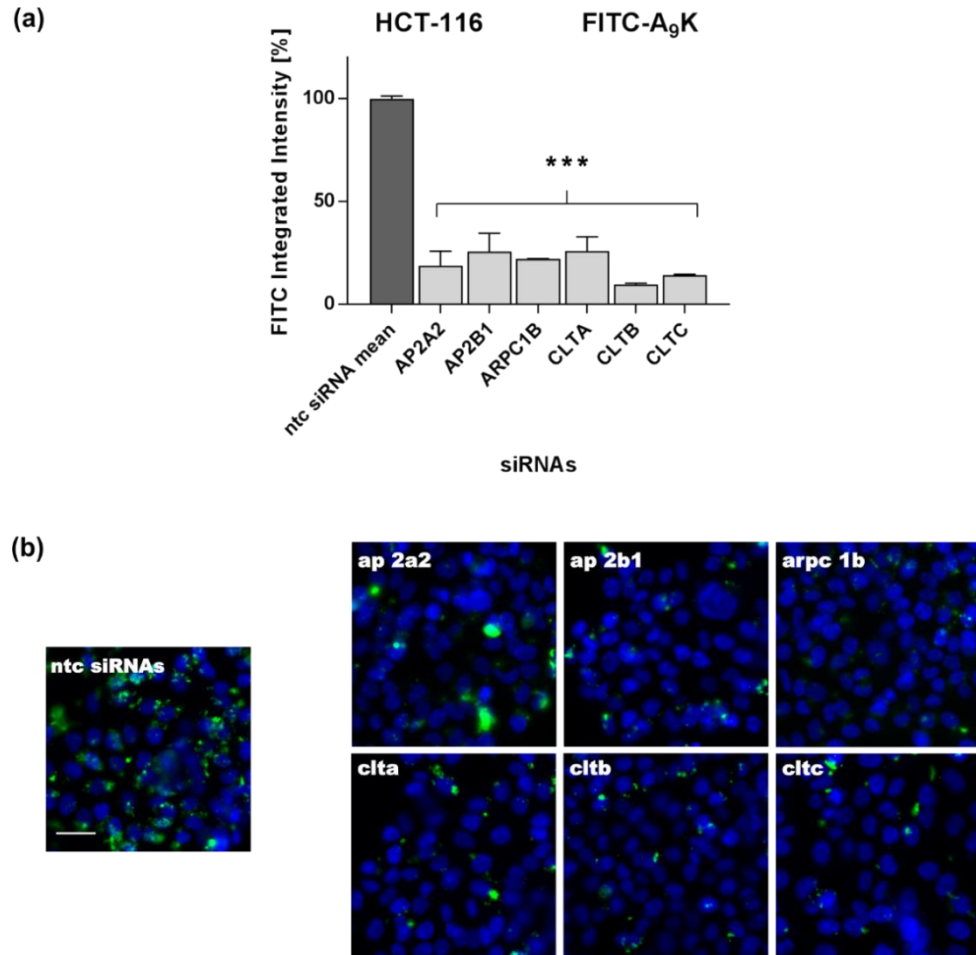 (a)
HCT-116 FITC-A₉K
FITC Integrated Intensity [%]
100
50
0
***
ntc siRNA mean
AP2A2
AP2B1
ARPC1B
CLTA
CLTB
CLTC
siRNAs
(b)
ntc siRNAs
ap 2a2
ap 2b1
arpc 1b
clta
cltb
cltc